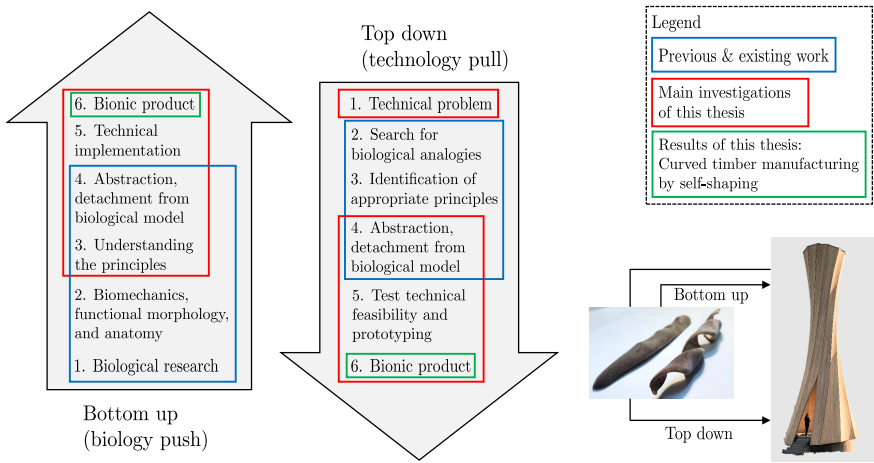 6. Bionic product
5. Technical
implementation
4. Abstraction,
detachment from
biological model
3. Understanding
the principles
2. Biomechanics,
functional morphology,
and anatomy
1. Biological research
Bottom up
(biology push)
Top down
(technology pull)
1. Technical problem
2. Search for
biological analogies
3. Identification of
appropriate principles
4. Abstraction,
detachment from
biological model
5. Test technical
feasibility and
prototyping
6. Bionic product
Legend
Previous & existing work
Main investigations
of this thesis
Results of this thesis:
Curved timber manufacturing
by self-shaping
Bottom up
Top down